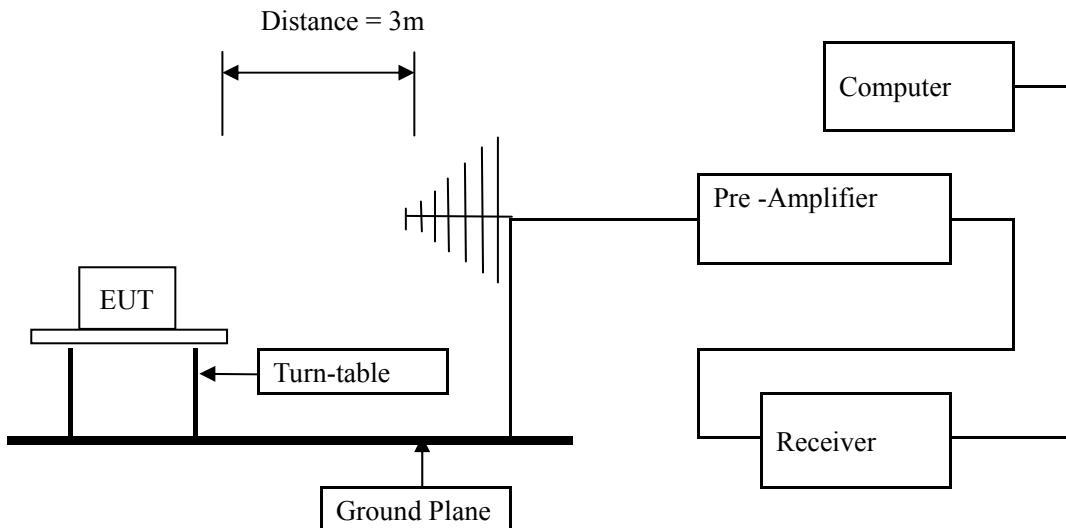 Distance = 3m
Computer
Pre -Amplifier
EUT
Turn-table
Receiver
Ground Plane